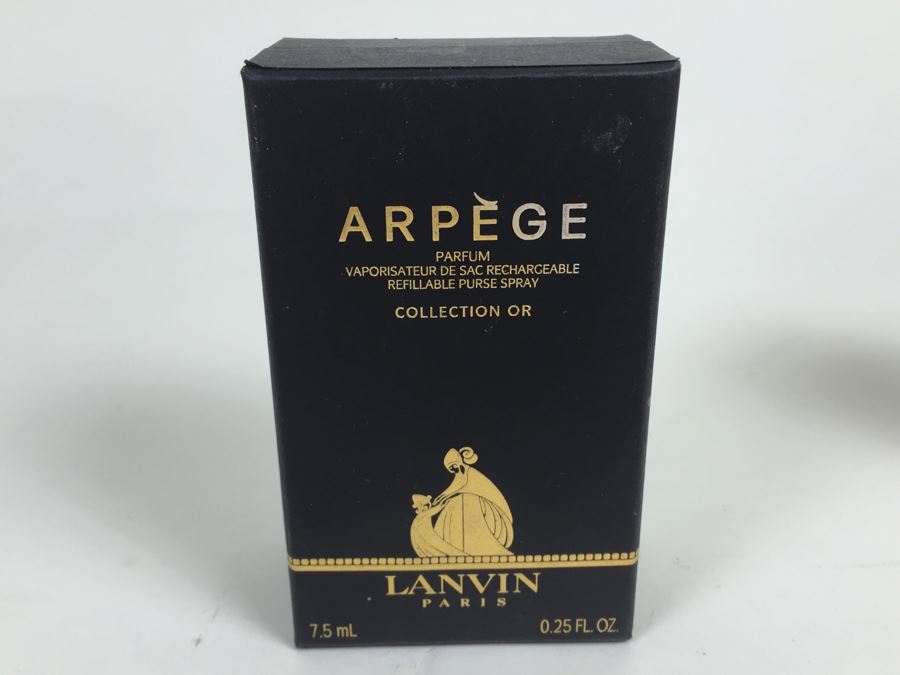 ARPÈGE
PARFUM
VAPORISATEUR DE SAC RECHARGEABLE
REFILLABLE PURSE SPRAY
COLLECTION OR
LANVIN
PARIS
7.5 mL 0.25 FL. OZ.